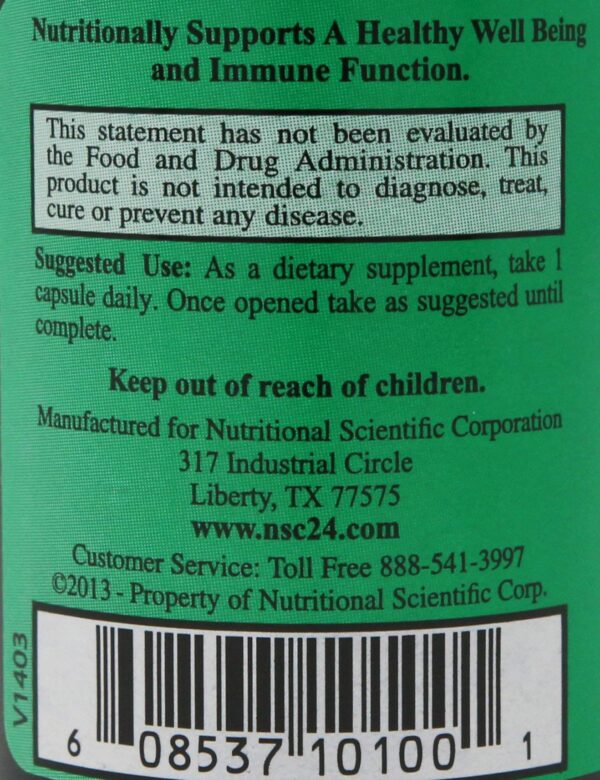 Nutritionally Supports A Healthy Well Being
and Immune Function.
This statement has not been evaluated by
the Food and Drug Administration. This
product is not intended to diagnose, treat,
cure or prevent any disease.
Suggested Use: As a dietary supplement, take 1
capsule daily. Once opened take as suggested until
complete.
Keep out of reach of children.
Manufactured for Nutritional Scientific Corporation
317 Industrial Circle
Liberty, TX 77575
www.nsc24.com
Customer Service: Toll Free 888-541-3997
©2013 - Property of Nutritional Scientific Corp.
V1403
6 08537 10100 1